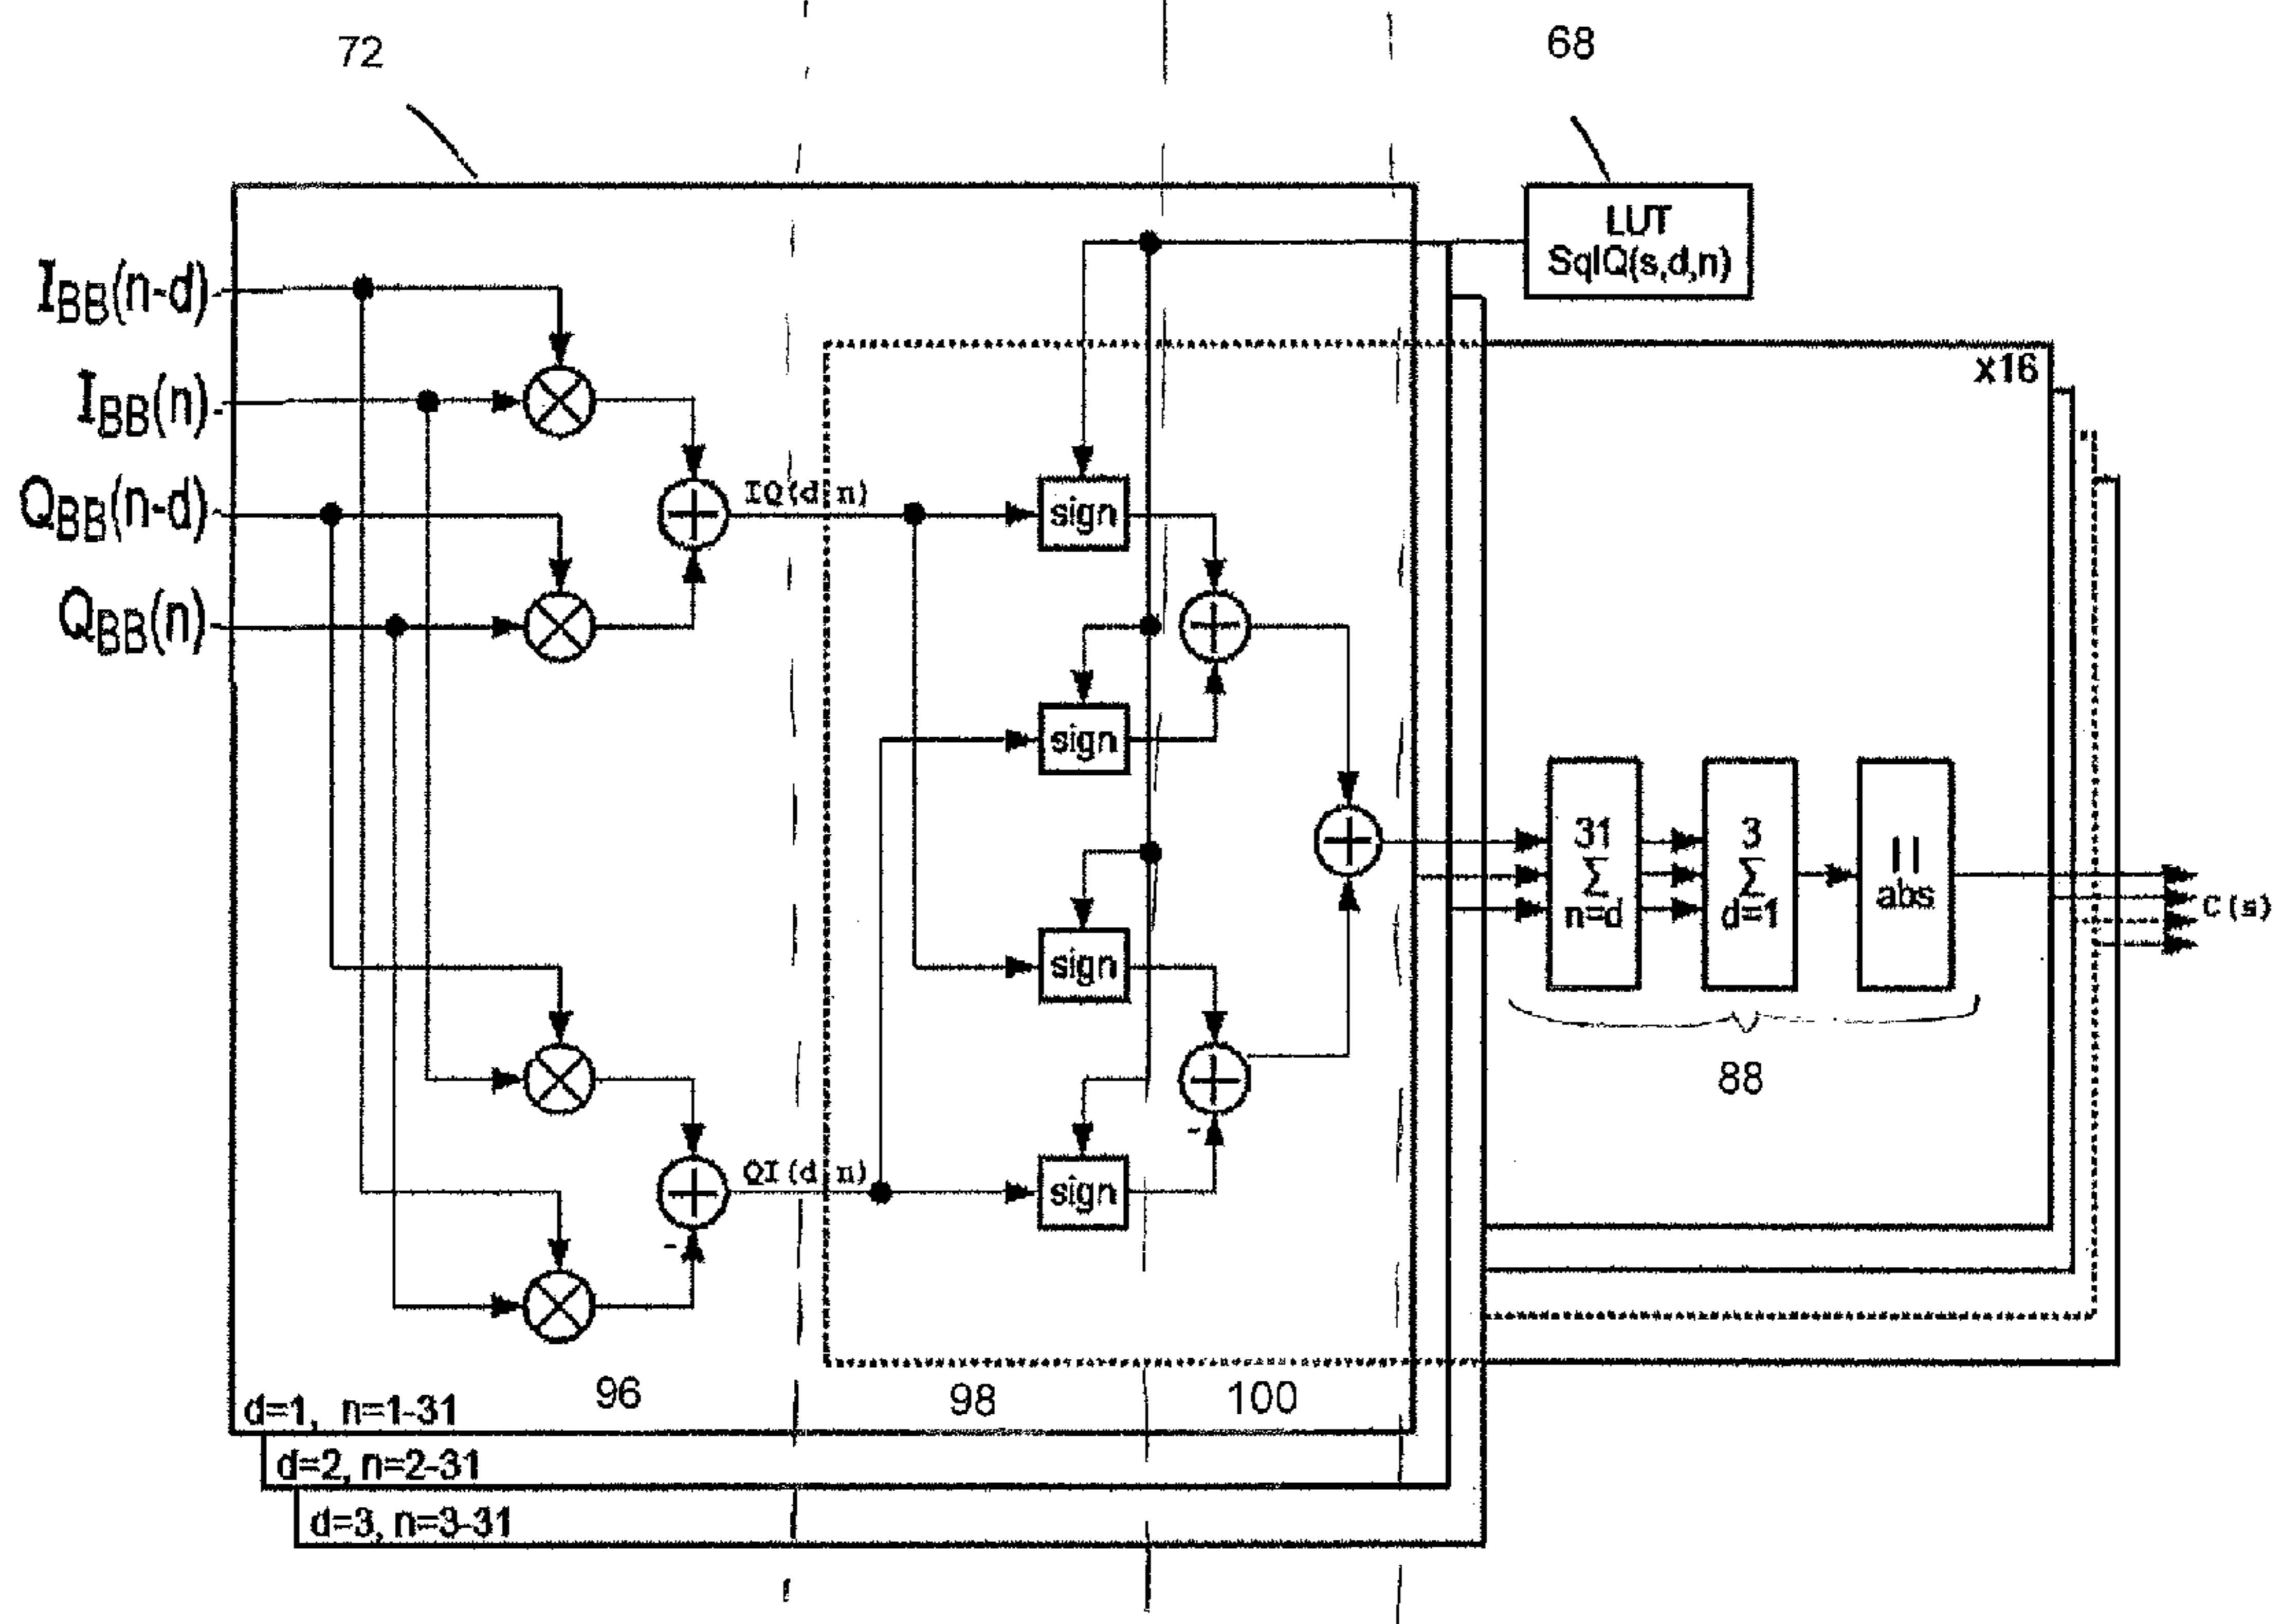 72
68
LUT
SqIQ(s,d,n)
I_BB(n-d)
I_BB(n)
Q_BB(n-d)
Q_BB(n)
x16
IQ(d n)
sign
sign
sign
sign
QI(d n)
-
-
31
Σ
n=d
3
Σ
d=1
| |
abs
C(s)
88
96
98
100
d=1, n=1-31
d=2, n=2-31
d=3, n=3-31